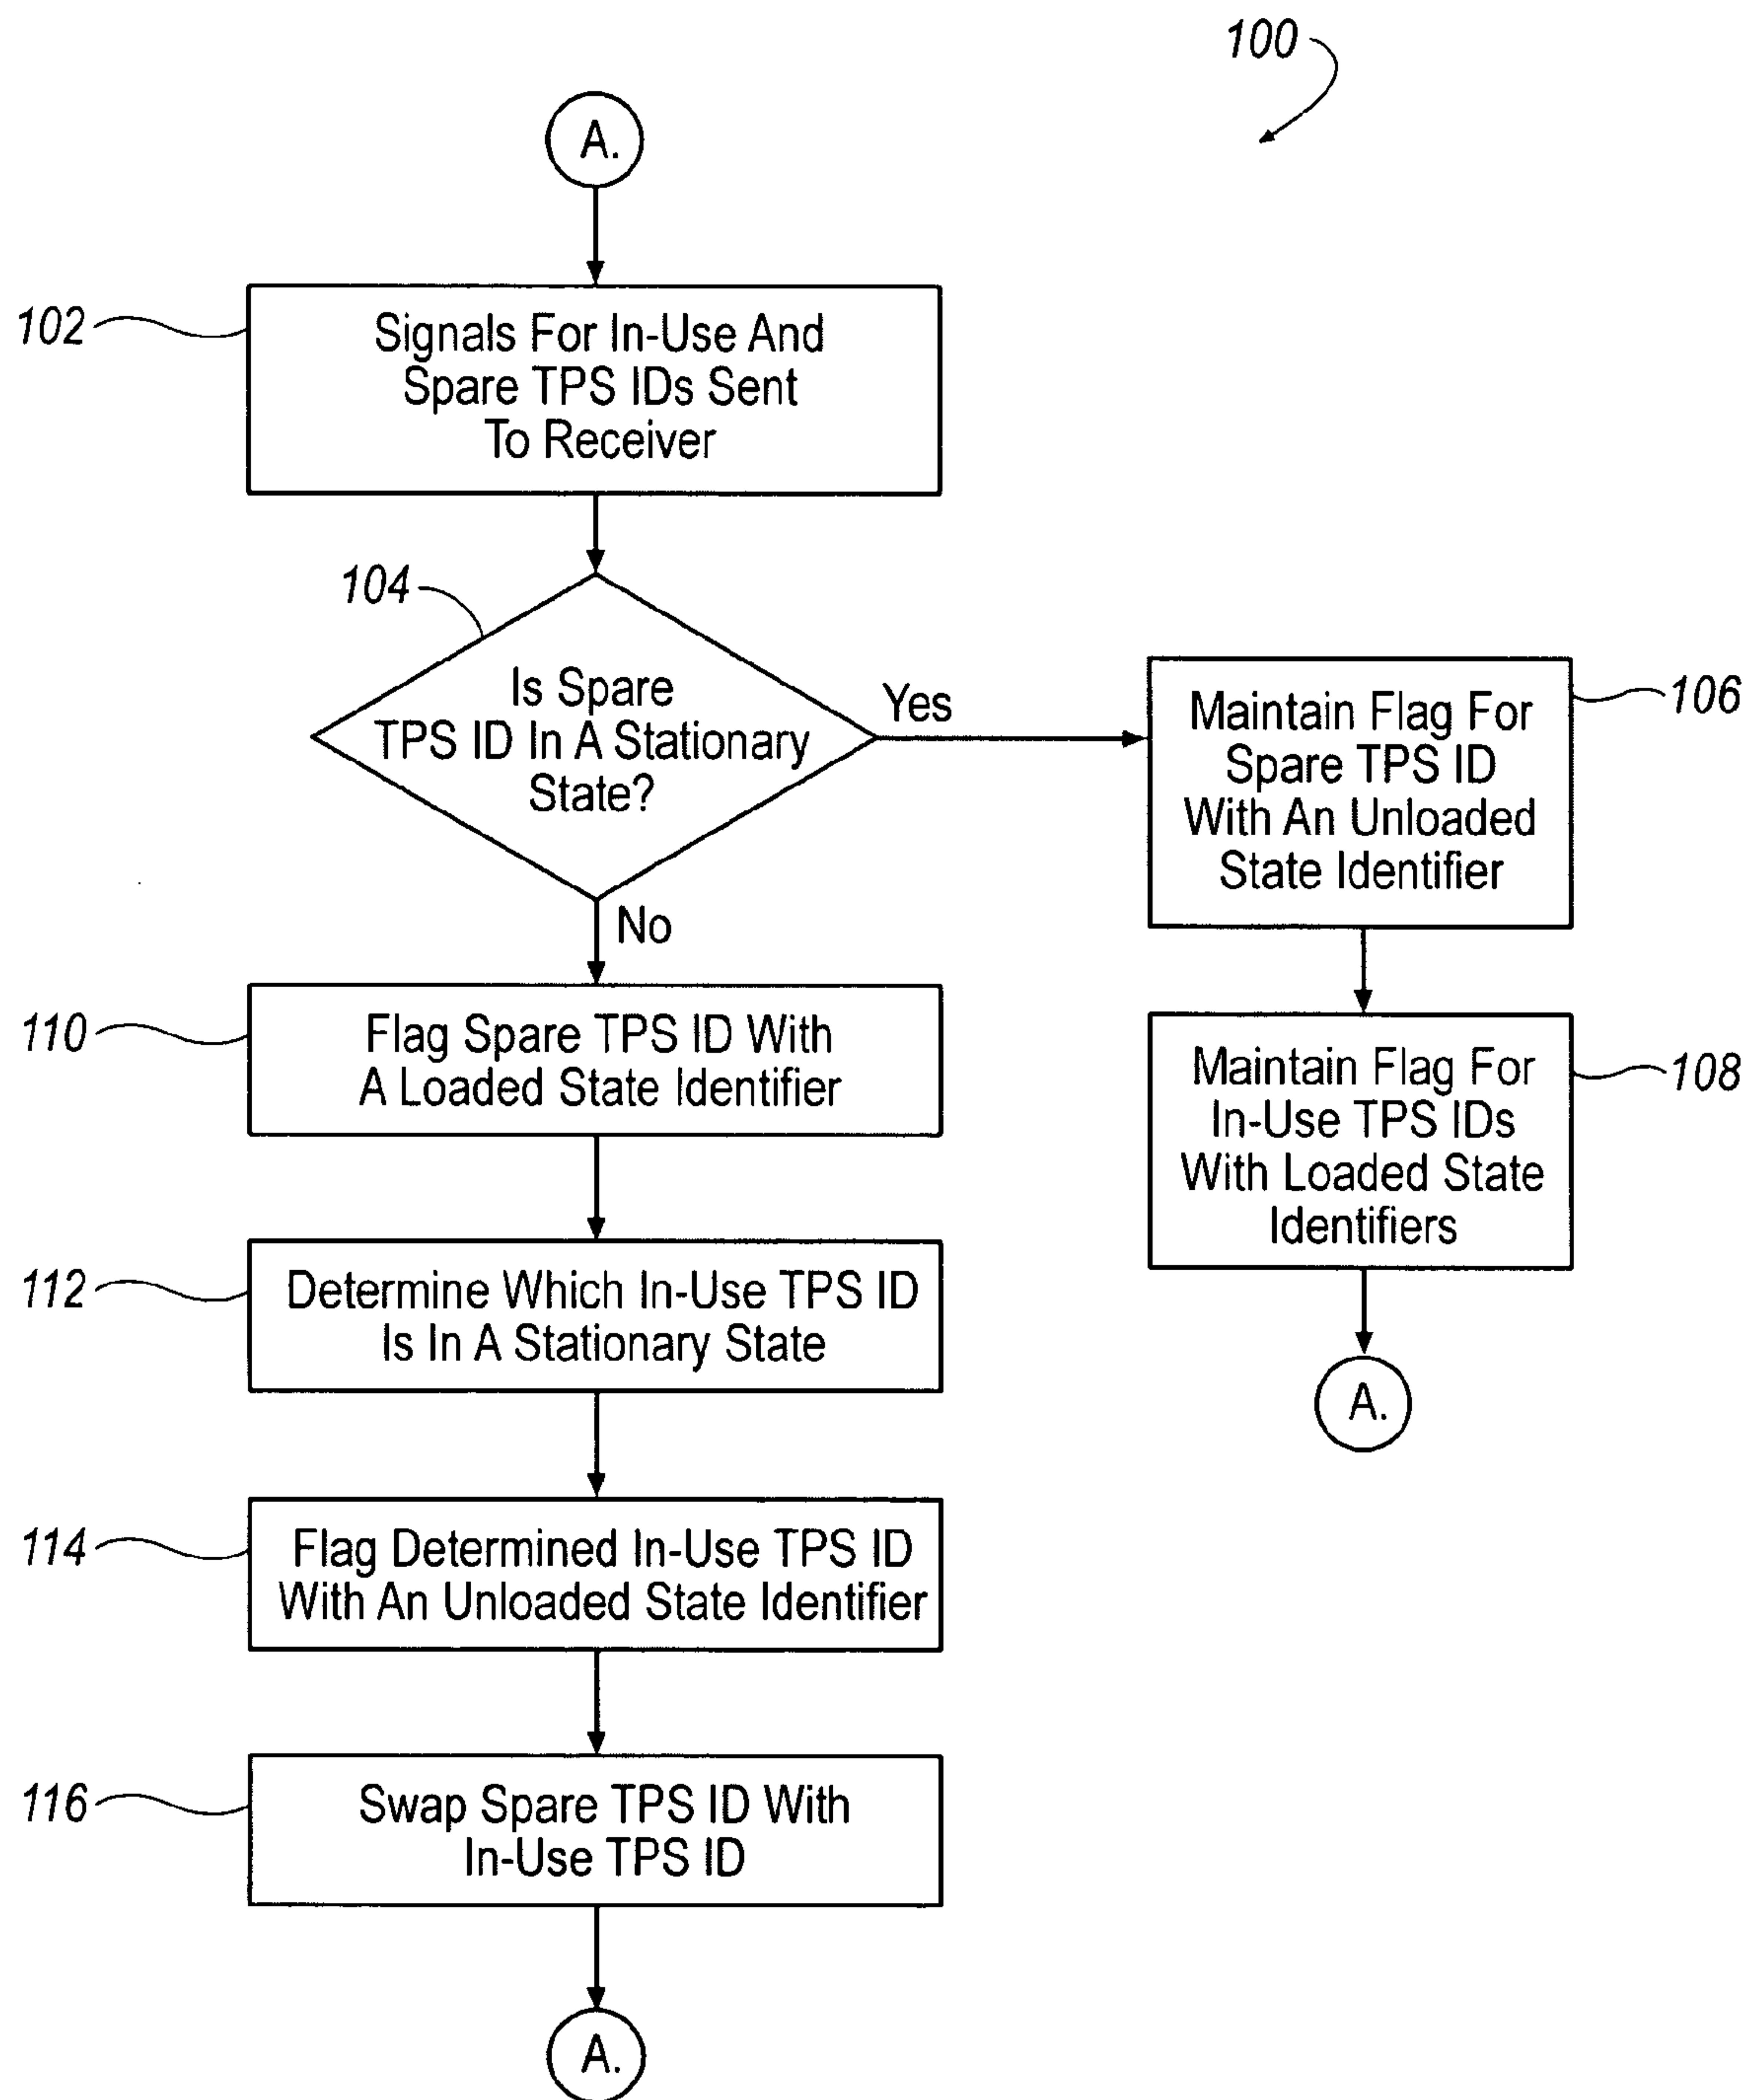 100
A.
102
Signals For In-Use And
Spare TPS IDs Sent
To Receiver
104
Is Spare
TPS ID In A Stationary
State?
Yes
106
Maintain Flag For
Spare TPS ID
With An Unloaded
State Identifier
No
108
Maintain Flag For
In-Use TPS IDs
With Loaded State
Identifiers
A.
110
Flag Spare TPS ID With
A Loaded State Identifier
112
Determine Which In-Use TPS ID
Is In A Stationary State
114
Flag Determined In-Use TPS ID
With An Unloaded State Identifier
116
Swap Spare TPS ID With
In-Use TPS ID
A.